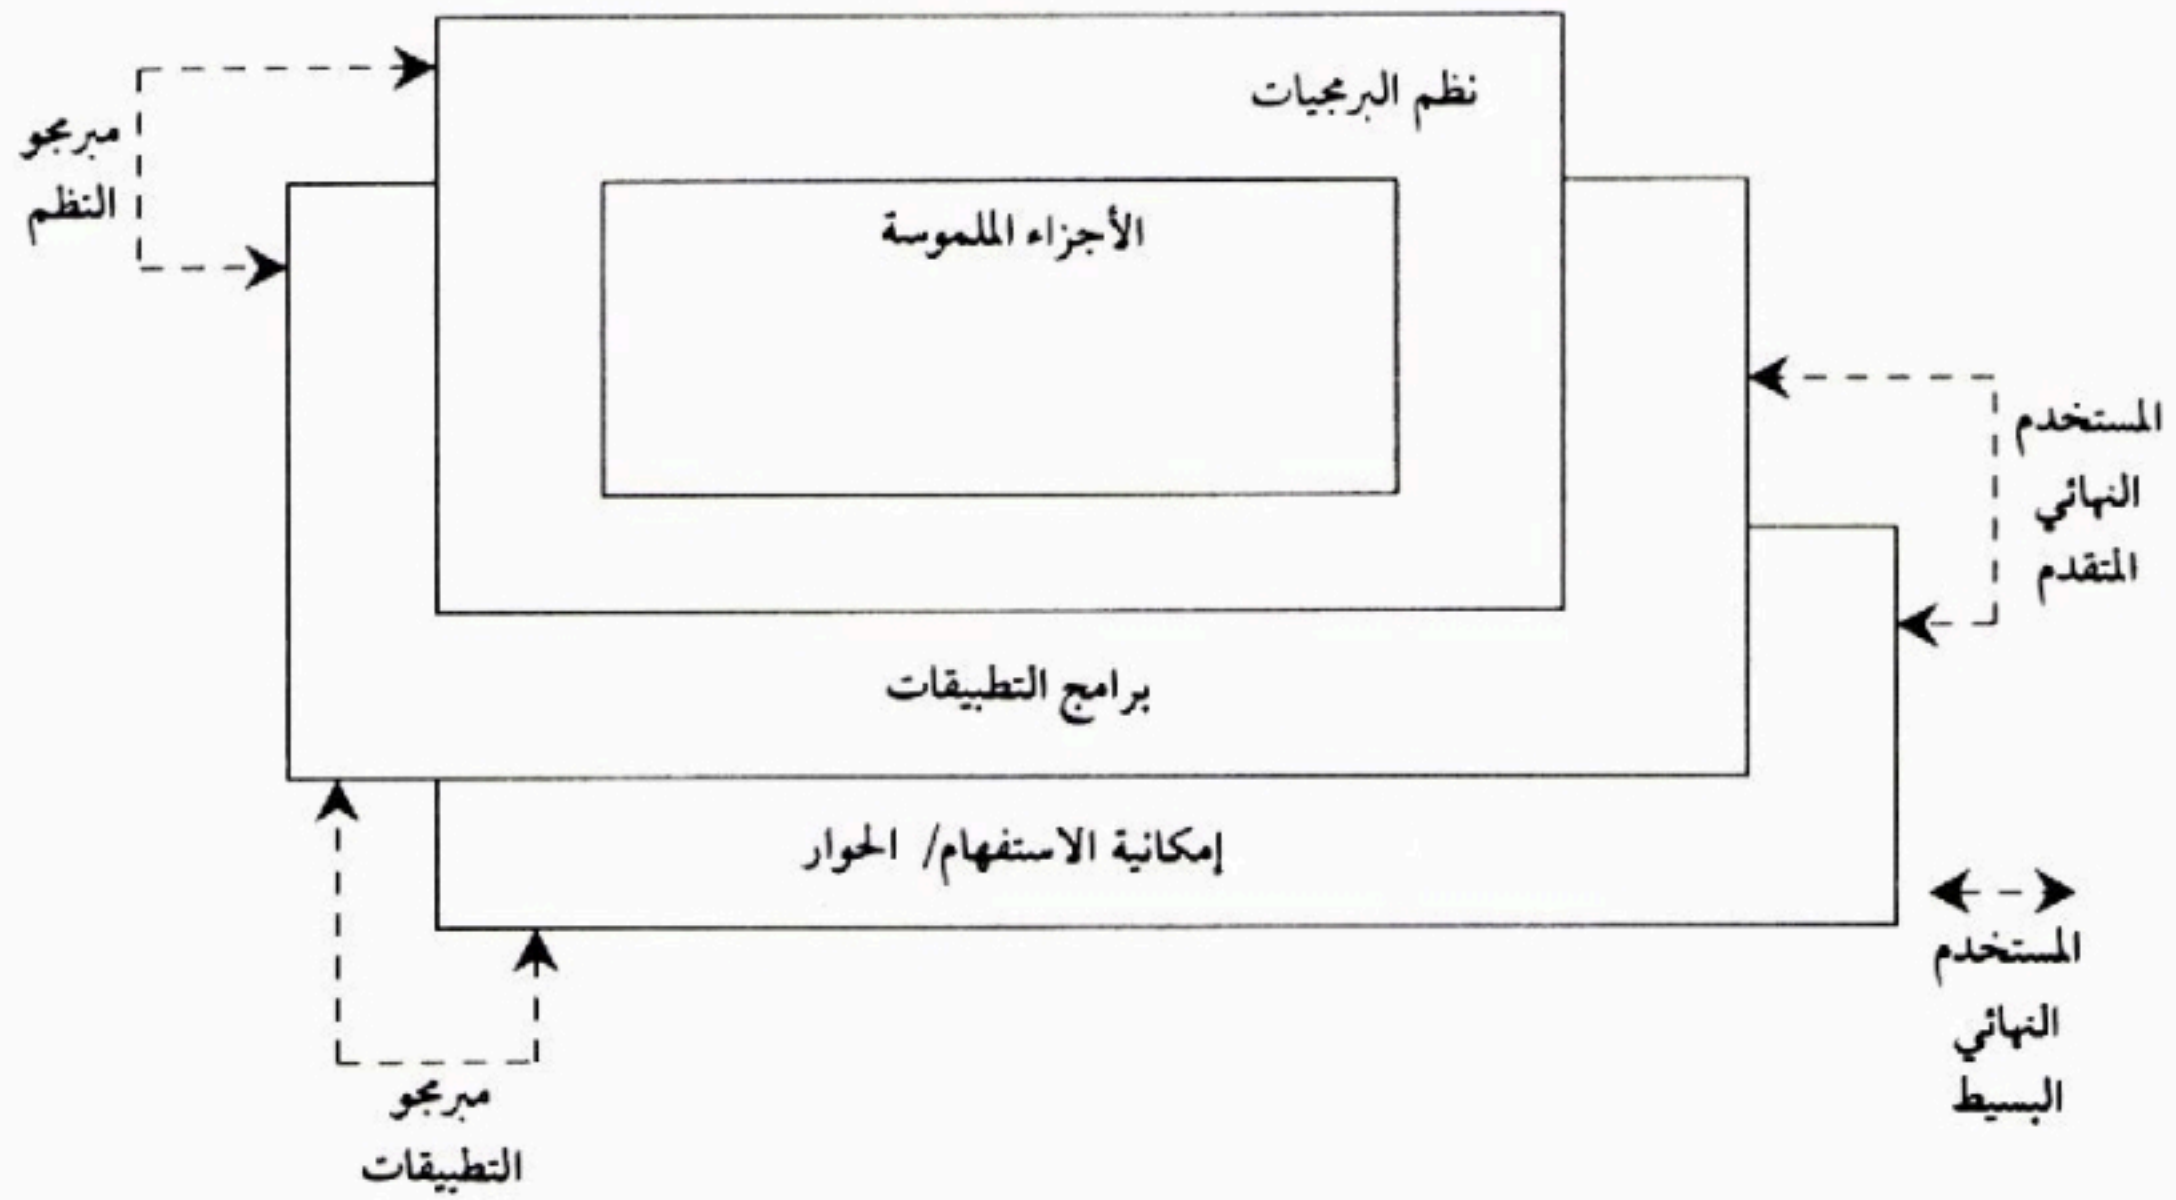 نظم البرمجيات
مبرمجو
النظم
الأجزاء الملموسة
المستخدم
النهائي
المتقدم
برامج التطبيقات
إمكانية الاستفهام/ الحوار
المستخدم
النهائي
البسيط
مبرمجو
التطبيقات